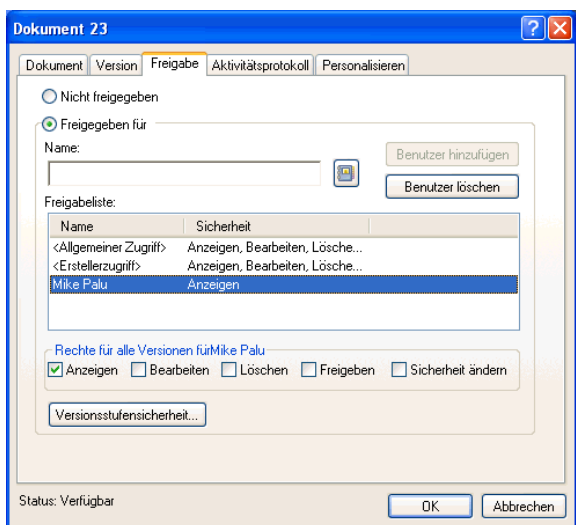 Dokument 23
Dokument Version Freigabe Aktivitätsprotokoll Personalisieren
Nicht freigegeben
Freigegeben für
Name:
Benutzer hinzufügen
Benutzer löschen
Freigabeliste:
Name Sicherheit
<Allgemeiner Zugriff> Anzeigen, Bearbeiten, Lösche...
<Erstellerzugriff> Anzeigen, Bearbeiten, Lösche...
Mike Palu Anzeigen
Rechte für alle Versionen fürMike Palu
Anzeigen Bearbeiten Löschen Freigeben Sicherheit ändern
Versionsstufensicherheit...
Status: Verfügbar
OK Abbrechen